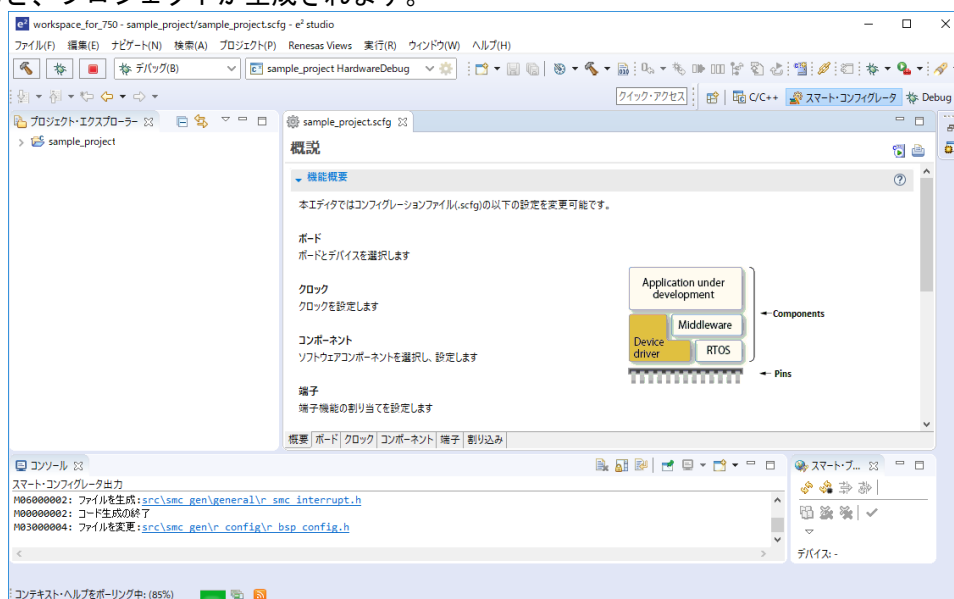 と、プロジェクトが生成されます。
workspace_for_750 - sample_project/sample_project.scfg - e² studio
ファイル(F) 編集(E) ナビゲート(N) 検索(A) プロジェクト(P) Renesas Views 実行(R) ウィンドウ(W) ヘルプ(H)
デバッグ(B) sample_project HardwareDebug
クイック・アクセス C/C++ スマート・コンフィグレータ Debug
プロジェクト・エクスプローラー sample_project.scfg
sample_project
概説
機能概要
本エディタではコンフィグレーションファイル(.scfg)の以下の設定を変更可能です。
ボード
ボードとデバイスを選択します
クロック
クロックを設定します
コンポーネント
ソフトウェアコンポーネントを選択し、設定します
端子
端子機能の割り当てを設定します
Application under
development
Components
Middleware
Device
driver
RTOS
Pins
概要 ボード クロック コンポーネント 端子 割り込み
コンソール
スマート・コンフィグレータ出力
M06000002: ファイルを生成:src\smc_gen\general\r_smc_interrupt.h
M00000002: コード生成の終了
M03000004: ファイルを変更:src\smc_gen\r_config\r_bsp_config.h
スマート・ブ...
デバイス: -
コンテキスト・ヘルプをポーリング中: (85%)